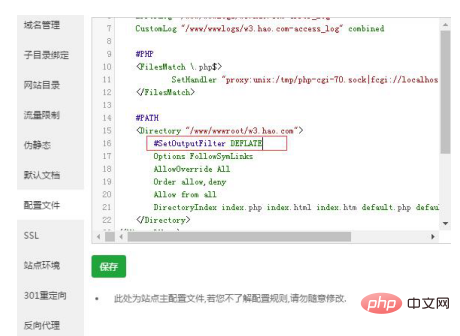 域名管理
子目录绑定
网站目录
流量限制
伪静态
默认文档
配置文件
SSL
站点环境
301重定向
反向代理
7 CustomLog "/www/wwwlogs/w3.hao.com-access_log" combined
8
9 #PHP
10 <FilesMatch \.php$>
11 SetHandler "proxy:unix:/tmp/php-cgi-70.sock|fcgi://localhos
12 </FilesMatch>
13
14 #PATH
15 <Directory "/www/wwwroot/w3.hao.com">
16 #SetOutputFilter DEFLATE
17 Options FollowSymLinks
18 AllowOverride All
19 Order allow,deny
20 Allow from all
21 DirectoryIndex index.php index.html index.htm default.php defau
22 </Directory>
保存
• 此处为站点主配置文件,若您不了解配置规则,请勿随意修改.
php 中文网